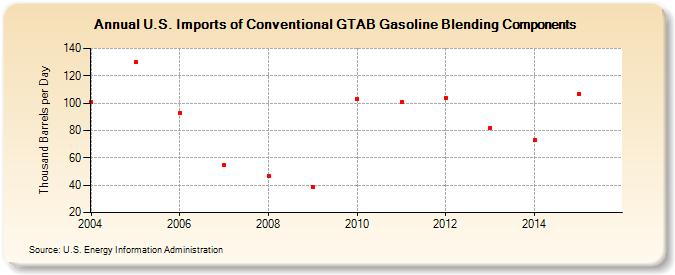 Annual U.S. Imports of Conventional GTAB Gasoline Blending Components
Thousand Barrels per Day
140
120
100
80
60
40
20
2004 2006 2008 2010 2012 2014
Source: U.S. Energy Information Administration